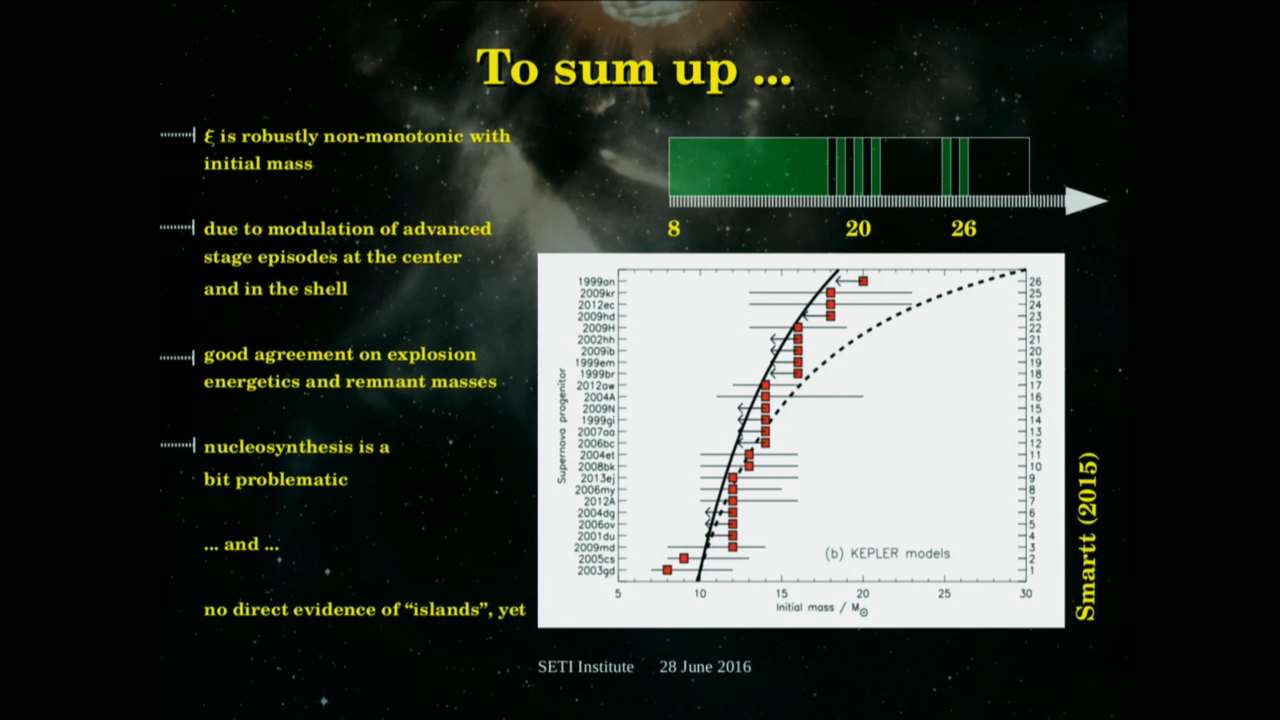 To sum up ...
ξ is robustly non-monotonic with
initial mass
due to modulation of advanced
stage episodes at the center
and in the shell
good agreement on explosion
energetics and remnant masses
nucleosynthesis is a
bit problematic
... and ...
no direct evidence of “islands”, yet
8 20 26
Supernova progenitor
1999an 26
2009kr 25
2012ec 24
2009hd 23
2009H 22
2002hh 21
2009ib 20
1999em 19
1999br 18
2012aw 17
2004A 16
2009N 15
1999gi 14
2007aa 13
2006bc 12
2004et 11
2008bk 10
2013ej 9
2006my 8
2012A 7
2004dg 6
2006ov 5
2001du 4
2009md 3
2005cs 2
2003gd 1
(b) KEPLER models
5 10 15 20 25 30
Initial mass / M⊙
Smartt (2015)
SETI Institute 28 June 2016